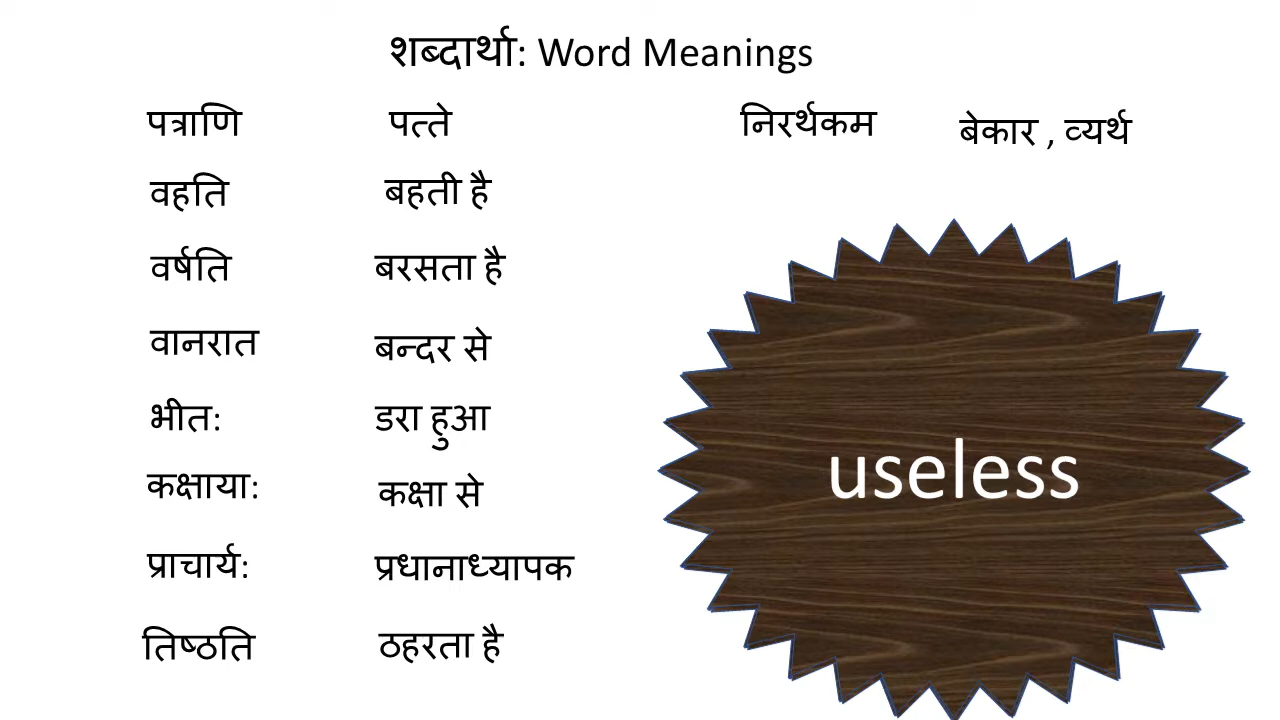 शब्दार्था: Word Meanings
पत्राणि पत्ते
वहति बहती है
वर्षति बरसता है
वानरात बन्दर से
भीत: डरा हुआ
कक्षाया: कक्षा से
प्राचार्य: प्रधानाध्यापक
तिष्ठति ठहरता है
निरर्थकम बेकार , व्यर्थ
useless